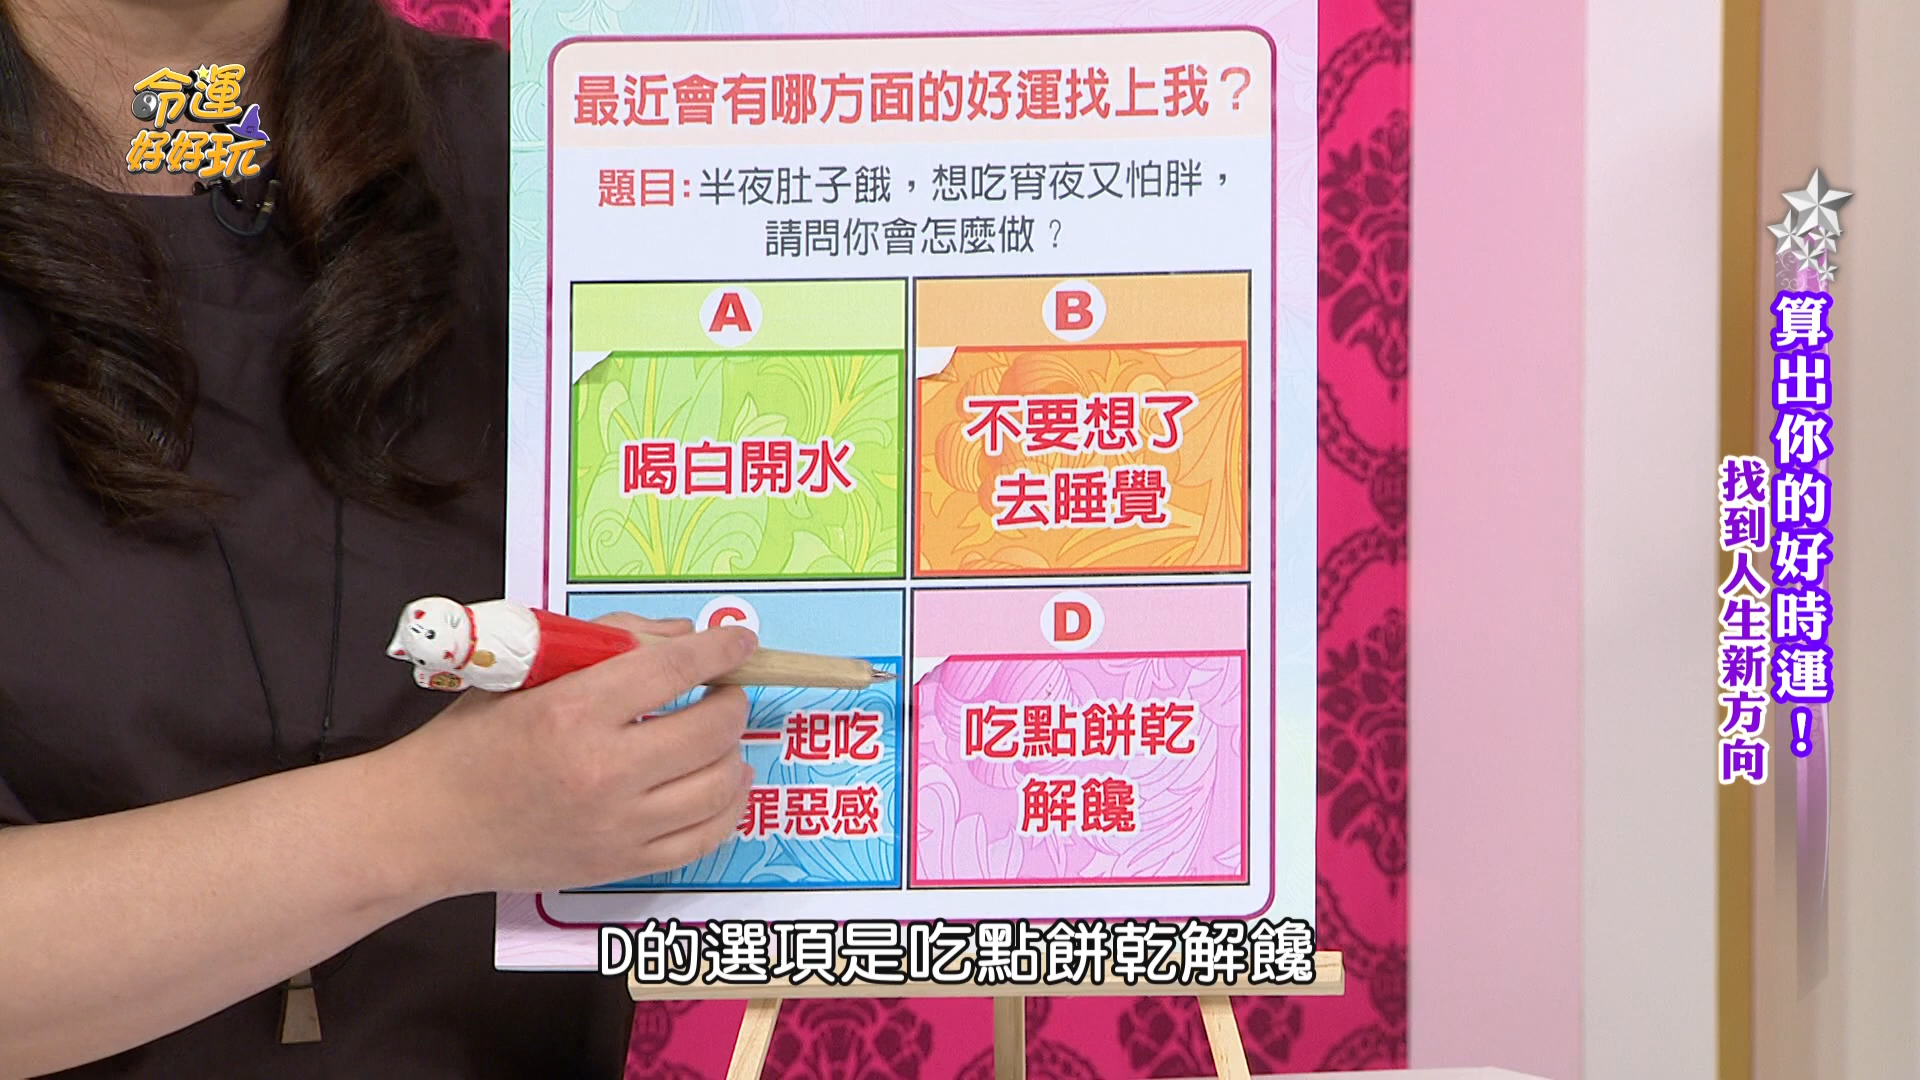 命運
好好玩
最近會有哪方面的好運找上我？
題目:半夜肚子餓，想吃宵夜又怕胖，
請問你會怎麼做？
A
喝白開水
B
不要想了
去睡覺
C
一起吃
罪惡感
D
吃點餅乾
解饞
D的選項是吃點餅乾解饞
算出你的好時運！
找到人生新方向